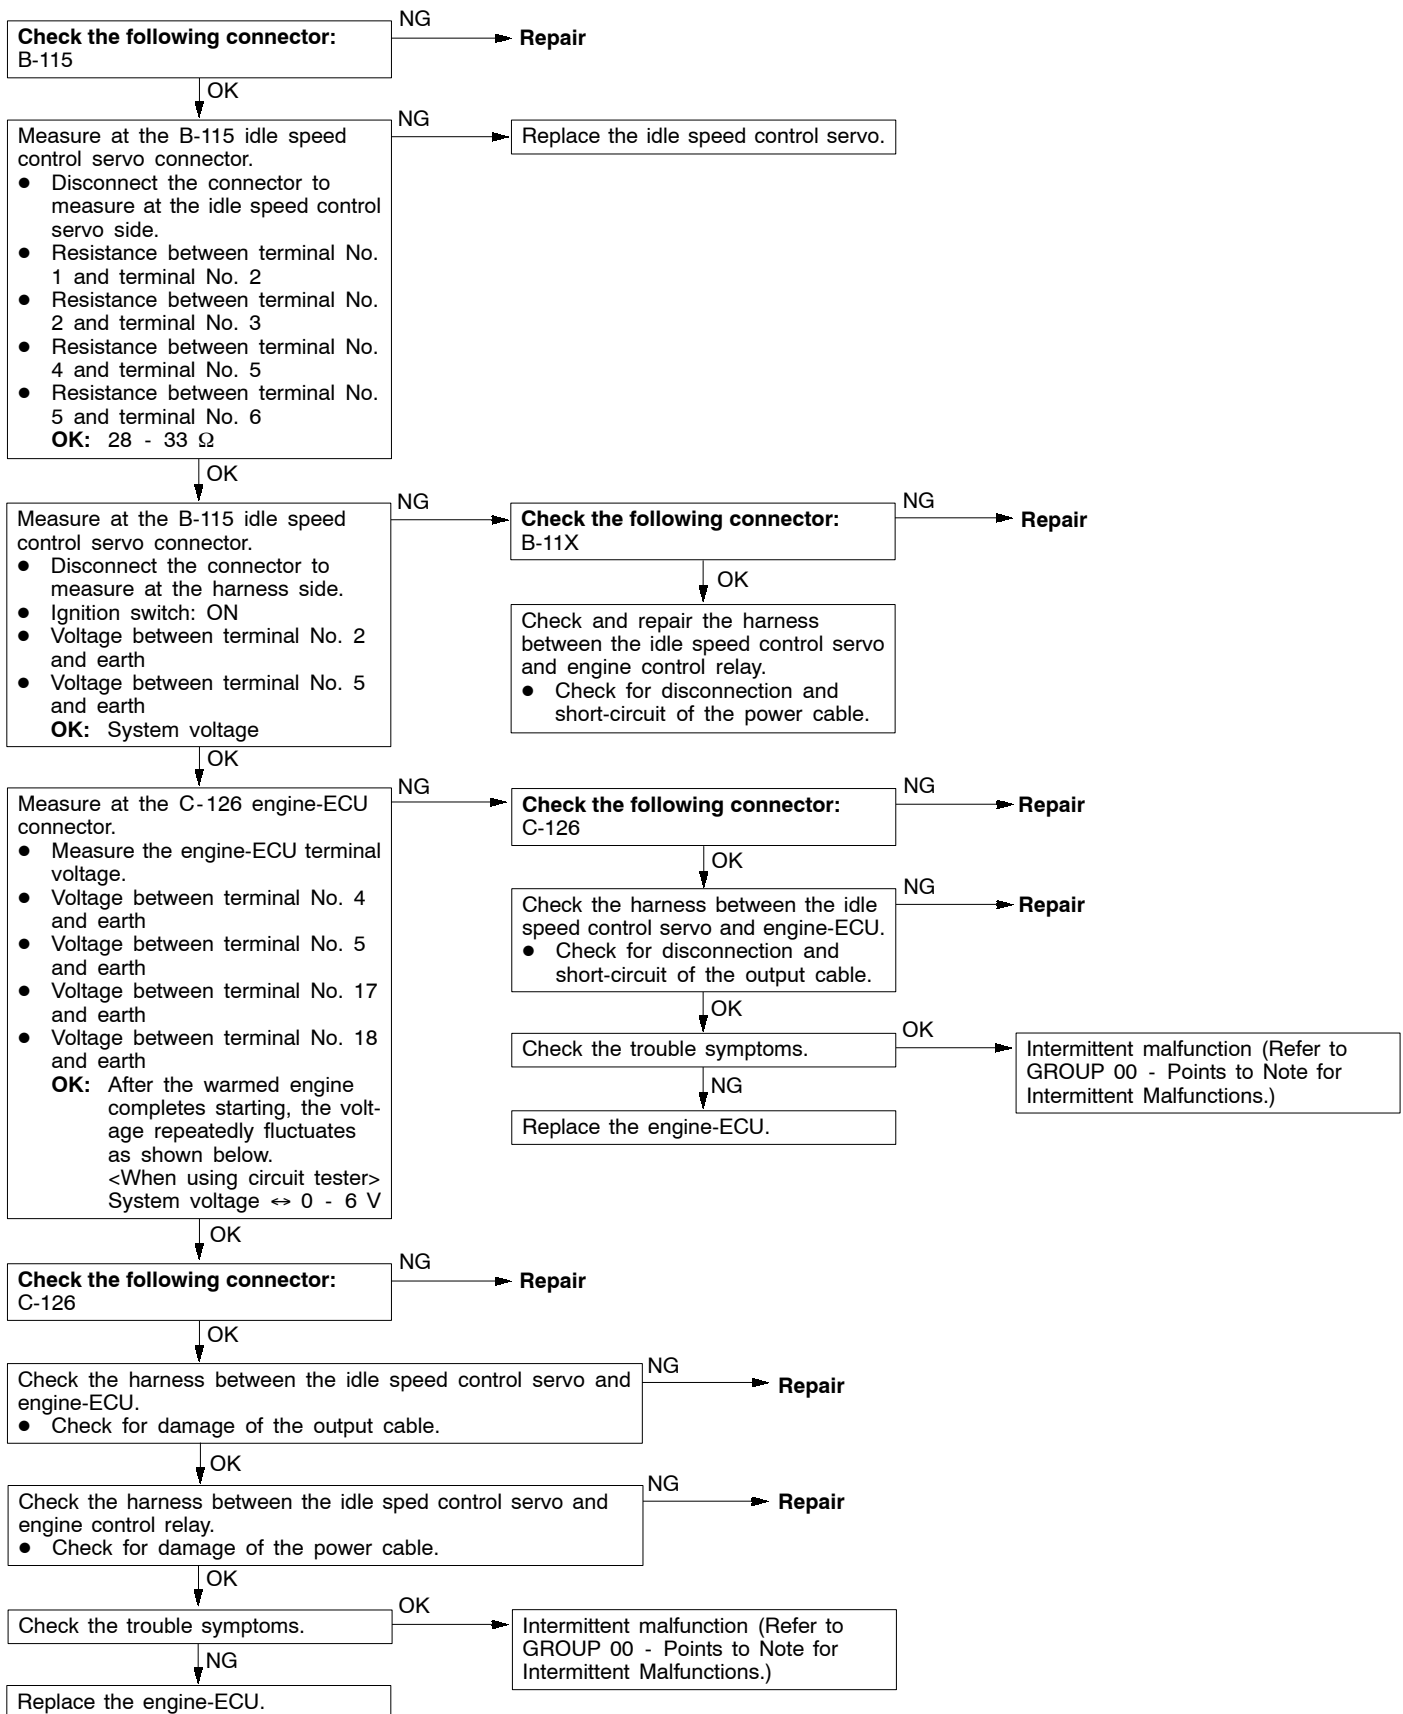 Check the following connector:
B-115
NG
Repair
OK
Measure at the B-115 idle speed
control servo connector.
● Disconnect the connector to
measure at the idle speed control
servo side.
● Resistance between terminal No.
1 and terminal No. 2
● Resistance between terminal No.
2 and terminal No. 3
● Resistance between terminal No.
4 and terminal No. 5
● Resistance between terminal No.
5 and terminal No. 6
OK: 28 - 33 Ω
NG
Replace the idle speed control servo.
OK
Measure at the B-115 idle speed
control servo connector.
● Disconnect the connector to
measure at the harness side.
● Ignition switch: ON
● Voltage between terminal No. 2
and earth
● Voltage between terminal No. 5
and earth
OK: System voltage
NG
Check the following connector:
B-11X
NG
Repair
OK
Check and repair the harness
between the idle speed control servo
and engine control relay.
● Check for disconnection and
short-circuit of the power cable.
OK
Measure at the C-126 engine-ECU
connector.
● Measure the engine-ECU terminal
voltage.
● Voltage between terminal No. 4
and earth
● Voltage between terminal No. 5
and earth
● Voltage between terminal No. 17
and earth
● Voltage between terminal No. 18
and earth
OK: After the warmed engine
completes starting, the volt-
age repeatedly fluctuates
as shown below.
<When using circuit tester>
System voltage ↔ 0 - 6 V
NG
Check the following connector:
C-126
NG
Repair
OK
Check the harness between the idle
speed control servo and engine-ECU.
● Check for disconnection and
short-circuit of the output cable.
NG
Repair
OK
Check the trouble symptoms.
OK
Intermittent malfunction (Refer to
GROUP 00 - Points to Note for
Intermittent Malfunctions.)
NG
Replace the engine-ECU.
OK
Check the following connector:
C-126
NG
Repair
OK
Check the harness between the idle speed control servo and
engine-ECU.
● Check for damage of the output cable.
NG
Repair
OK
Check the harness between the idle sped control servo and
engine control relay.
● Check for damage of the power cable.
NG
Repair
OK
Check the trouble symptoms.
OK
Intermittent malfunction (Refer to
GROUP 00 - Points to Note for
Intermittent Malfunctions.)
NG
Replace the engine-ECU.